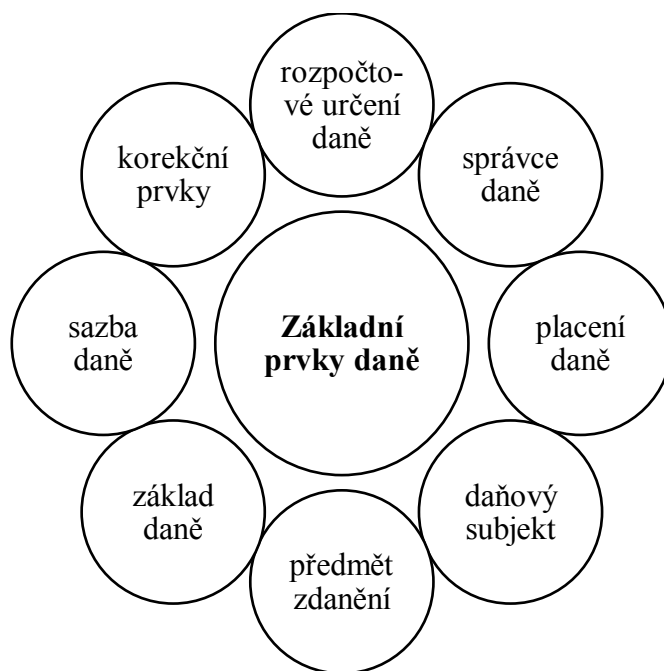 rozpočto-
vé určení
daně
správce
daně
placení
daně
daňový
subjekt
předmět
zdanění
základ
daně
sazba
daně
korekční
prvky
Základní
prvky daně